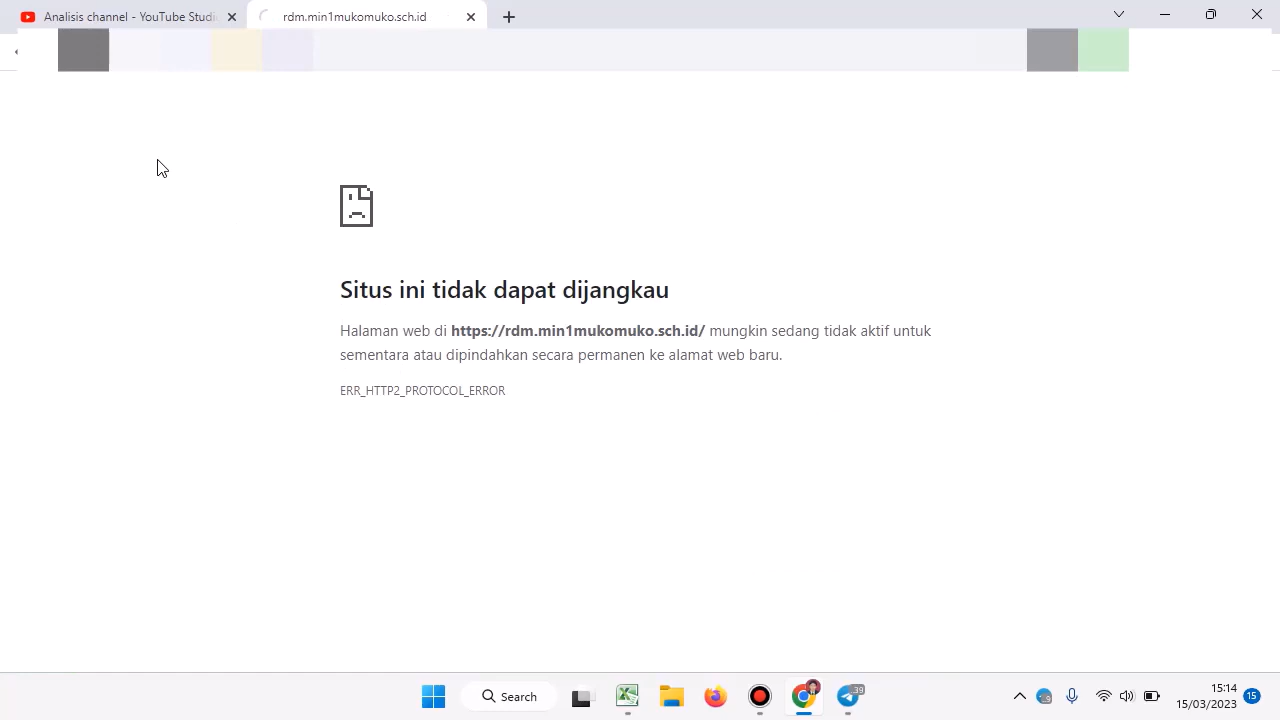 Analisis channel - YouTube Studi
rdm.min1mukomuko.sch.id
Situs ini tidak dapat dijangkau
Halaman web di https://rdm.min1mukomuko.sch.id/ mungkin sedang tidak aktif untuk
sementara atau dipindahkan secara permanen ke alamat web baru.
ERR_HTTP2_PROTOCOL_ERROR
Search
39
15:14
15/03/2023
15